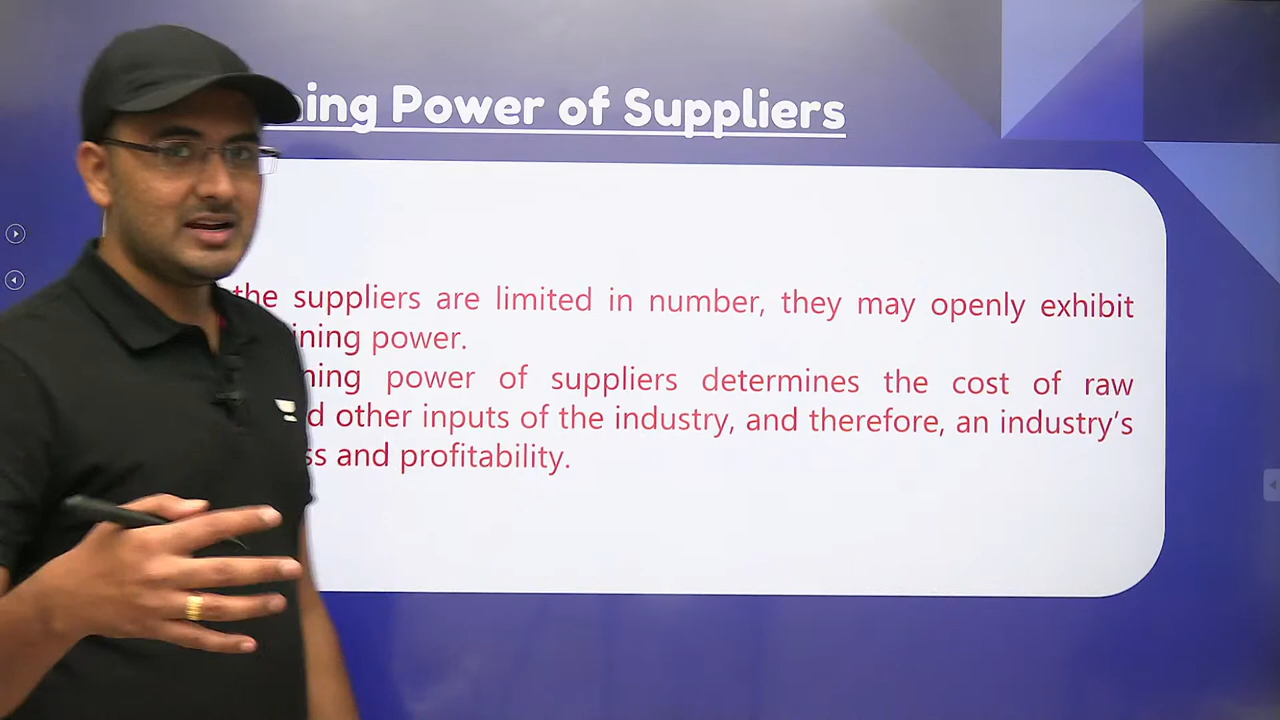 ning Power of Suppliers
the suppliers are limited in number, they may openly exhibit
ining power.
ning power of suppliers determines the cost of raw
d other inputs of the industry, and therefore, an industry's
ss and profitability.